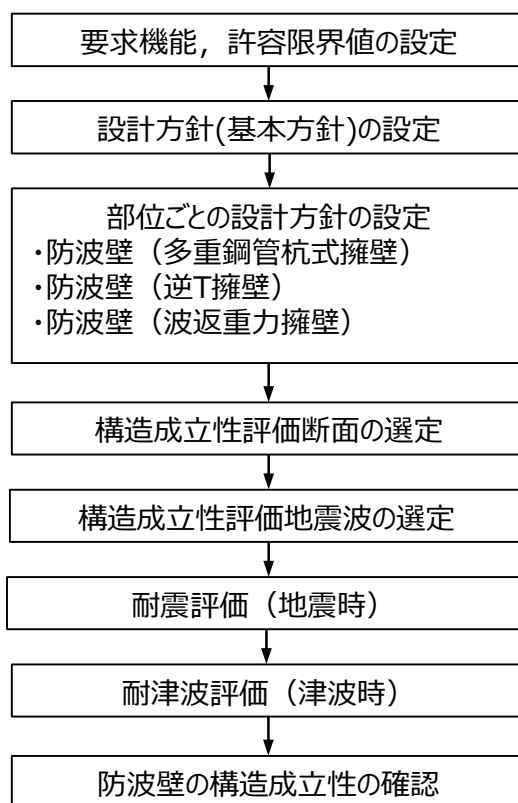 要求機能，許容限界値の設定
設計方針(基本方針)の設定
部位ごとの設計方針の設定
・防波壁（多重鋼管杭式擁壁）
・防波壁（逆T擁壁）
・防波壁（波返重力擁壁）
構造成立性評価断面の選定
構造成立性評価地震波の選定
耐震評価（地震時）
耐津波評価（津波時）
防波壁の構造成立性の確認